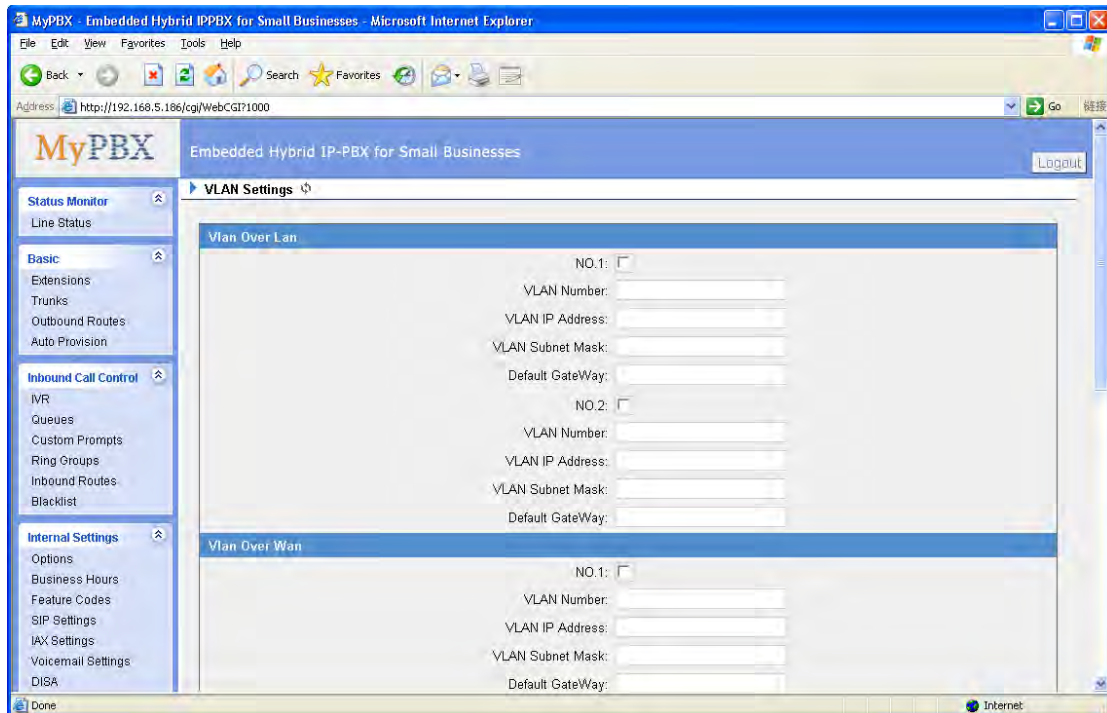 MyPBX - Embedded Hybrid IPPBX for Small Businesses - Microsoft Internet Explorer
File Edit View Favorites Tools Help
Back Search Favorites
Address http://192.168.5.186/cgi/WebCGI?1000 Go 链接
MyPBX
Embedded Hybrid IP-PBX for Small Businesses
Logout
Status Monitor
Line Status
Basic
Extensions
Trunks
Outbound Routes
Auto Provision
Inbound Call Control
IVR
Queues
Custom Prompts
Ring Groups
Inbound Routes
Blacklist
Internal Settings
Options
Business Hours
Feature Codes
SIP Settings
IAX Settings
Voicemail Settings
DISA
VLAN Settings
Vlan Over Lan
NO.1:
VLAN Number:
VLAN IP Address:
VLAN Subnet Mask:
Default GateWay:
NO.2:
VLAN Number:
VLAN IP Address:
VLAN Subnet Mask:
Default GateWay:
Vlan Over Wan
NO.1:
VLAN Number:
VLAN IP Address:
VLAN Subnet Mask:
Default GateWay:
Done Internet